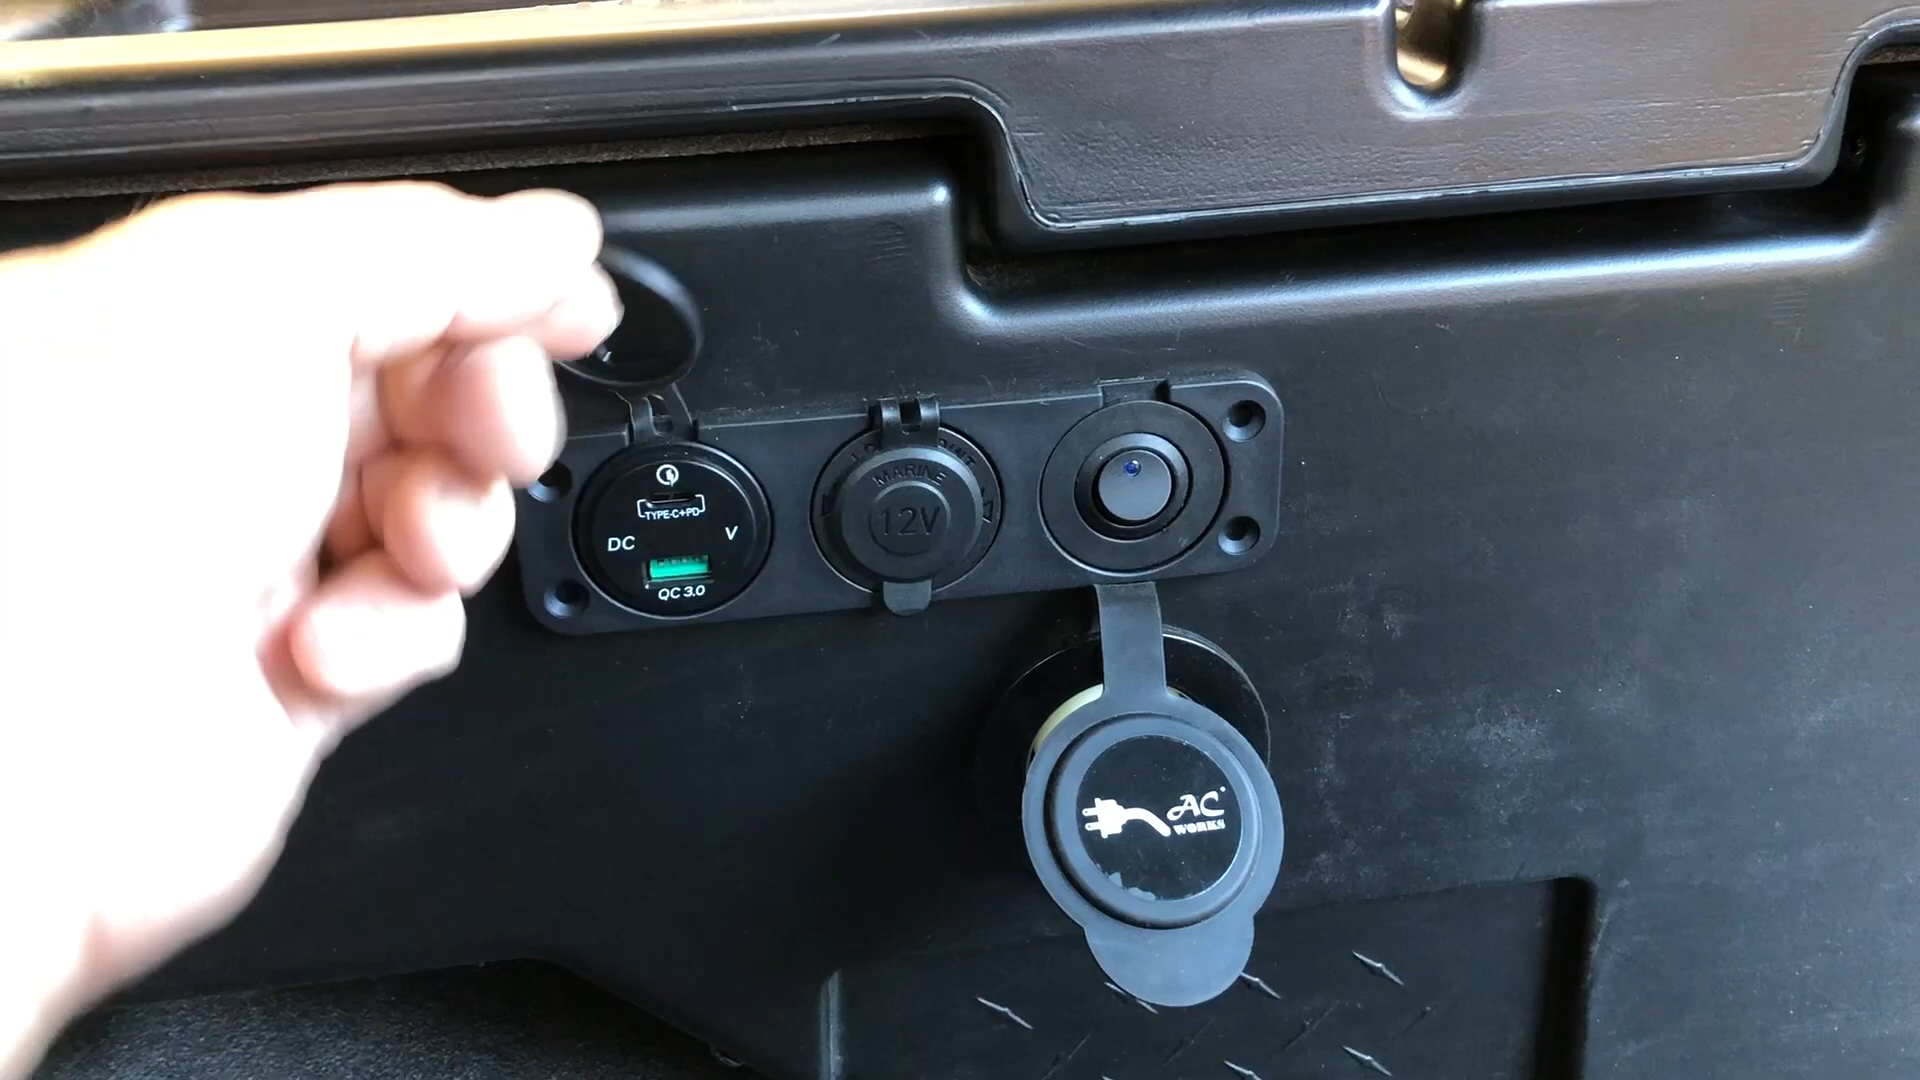 TYPE-C+PD
DC V
QC 3.0
MARINE
12V
AC
WORKS